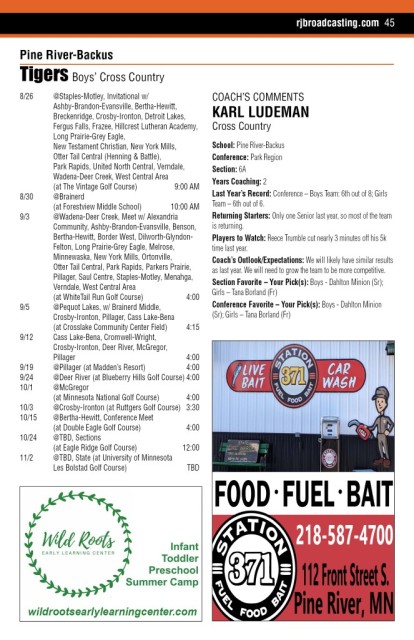 rjbroadcasting.com 45
Pine River-Backus
Tigers Boys' Cross Country
8/26 @Staples-Motley, Invitational w/
Ashby-Brandon-Evansville, Bertha-Hewitt,
Breckenridge, Crosby-Ironton, Detroit Lakes,
Fergus Falls, Frazee, Hillcrest Lutheran Academy,
Long Prairie-Grey Eagle,
New Testament Christian, New York Mills,
Otter Tail Central (Henning & Battle),
Park Rapids, United North Central, Verndale,
Wadena-Deer Creek, West Central Area
(at The Vintage Golf Course) 9:00 AM
8/30 @Brainerd
(at Forestview Middle School) 10:00 AM
9/3 @Wadena-Deer Creek, Meet w/ Alexandria
Community, Ashby-Brandon-Evansville, Benson,
Bertha-Hewitt, Border West, Dilworth-Glyndon-
Felton, Long Prairie-Grey Eagle, Melrose,
Minnewaska, New York Mills, Ortonville,
Otter Tail Central, Park Rapids, Parkers Prairie,
Pillager, Saul Centre, Staples-Motley, Menahga,
Verndale, West Central Area
(at WhiteTail Run Golf Course) 4:00
9/5 @Pequot Lakes, w/ Brainerd Middle,
Crosby-Ironton, Pillager, Cass Lake-Bena
(at Crosslake Community Center Field) 4:15
9/12 Cass Lake-Bena, Cromwell-Wright,
Crosby-Ironton, Deer River, McGregor,
Pillager 4:00
9/19 @Pillager (at Madden's Resort) 4:00
9/24 @Deer River (at Blueberry Hills Golf Course) 4:00
10/1 @McGregor
(at Minnesota National Golf Course) 4:00
10/3 @Crosby-Ironton (at Ruttgers Golf Course) 3:30
10/15 @Bertha-Hewitt, Conference Meet
(at Double Eagle Golf Course) 4:00
10/24 @TBD, Sections
(at Eagle Ridge Golf Course) 12:00
11/2 @TBD, State (at University of Minnesota
Les Bolstad Golf Course) TBD
COACH'S COMMENTS
KARL LUDEMAN
Cross Country
School: Pine River-Backus
Conference: Park Region
Section: 6A
Years Coaching: 2
Last Year's Record: Conference – Boys Team: 6th out of 8; Girls
Team – 6th out of 6.
Returning Starters: Only one Senior last year, so most of the team
is returning.
Players to Watch: Reece Trumble cut nearly 3 minutes off his 5k
time last year.
Coach's Outlook/Expectations: We will likely have similar results
as last year. We will need to grow the team to be more competitive.
Section Favorite – Your Pick(s): Boys - Dahlton Minion (Sr);
Girls – Tana Borland (Fr)
Conference Favorite – Your Pick(s): Boys - Dahlton Minion
(Sr); Girls – Tana Borland (Fr)
Wild Roots
EARLY LEARNING CENTER
Infant
Toddler
Preschool
Summer Camp
wildrootsearlylearningcenter.com
LIVE BAIT
STATION
371
FOOD FUEL BAIT
CAR WASH
FOOD · FUEL · BAIT
STATION
371
FUEL FOOD BAIT
218-587-4700
112 Front Street S.
Pine River, MN